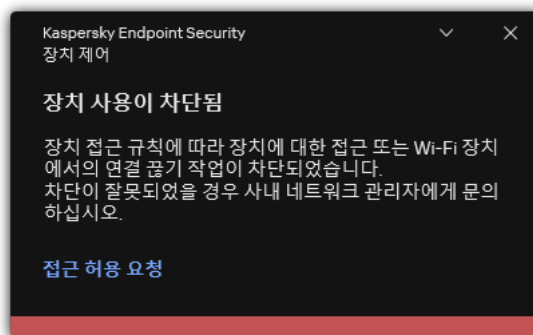 Kaspersky Endpoint Security
장치 제어
장치 사용이 차단됨
장치 접근 규칙에 따라 장치에 대한 접근 또는 Wi-Fi 장치
에서의 연결 끊기 작업이 차단되었습니다.
차단이 잘못되었을 경우 사내 네트워크 관리자에게 문의
하십시오.
접근 허용 요청